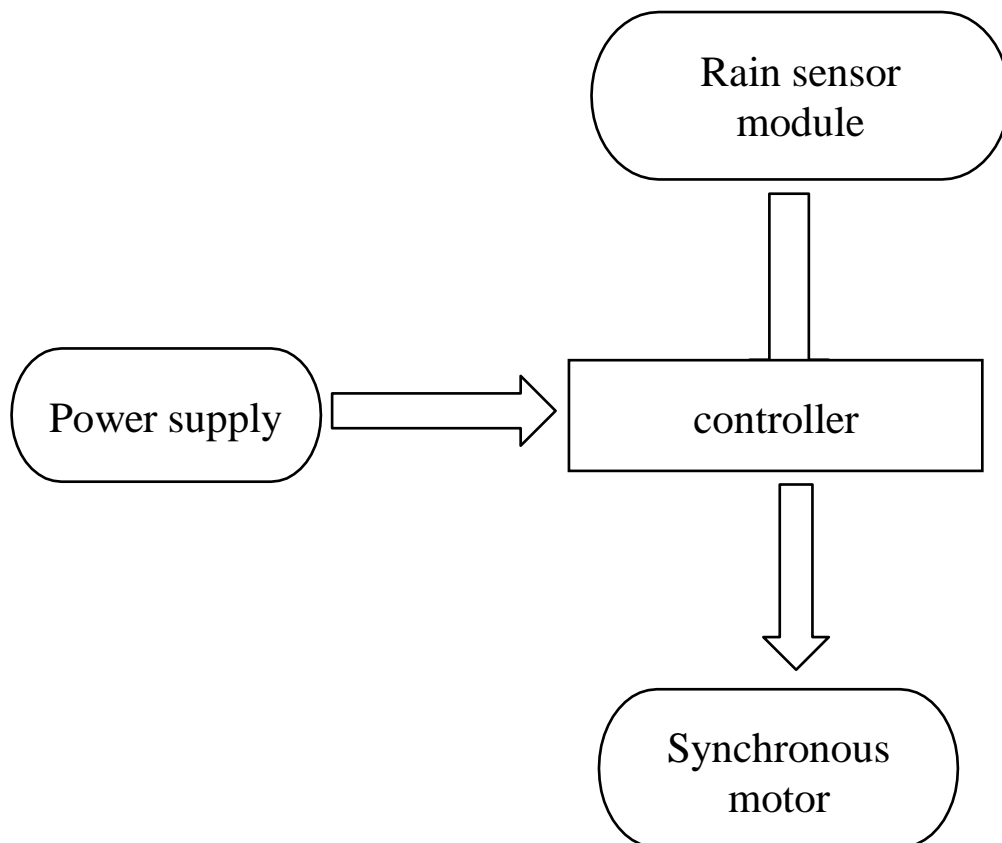 Rain sensor
module
Power supply
controller
Synchronous
motor